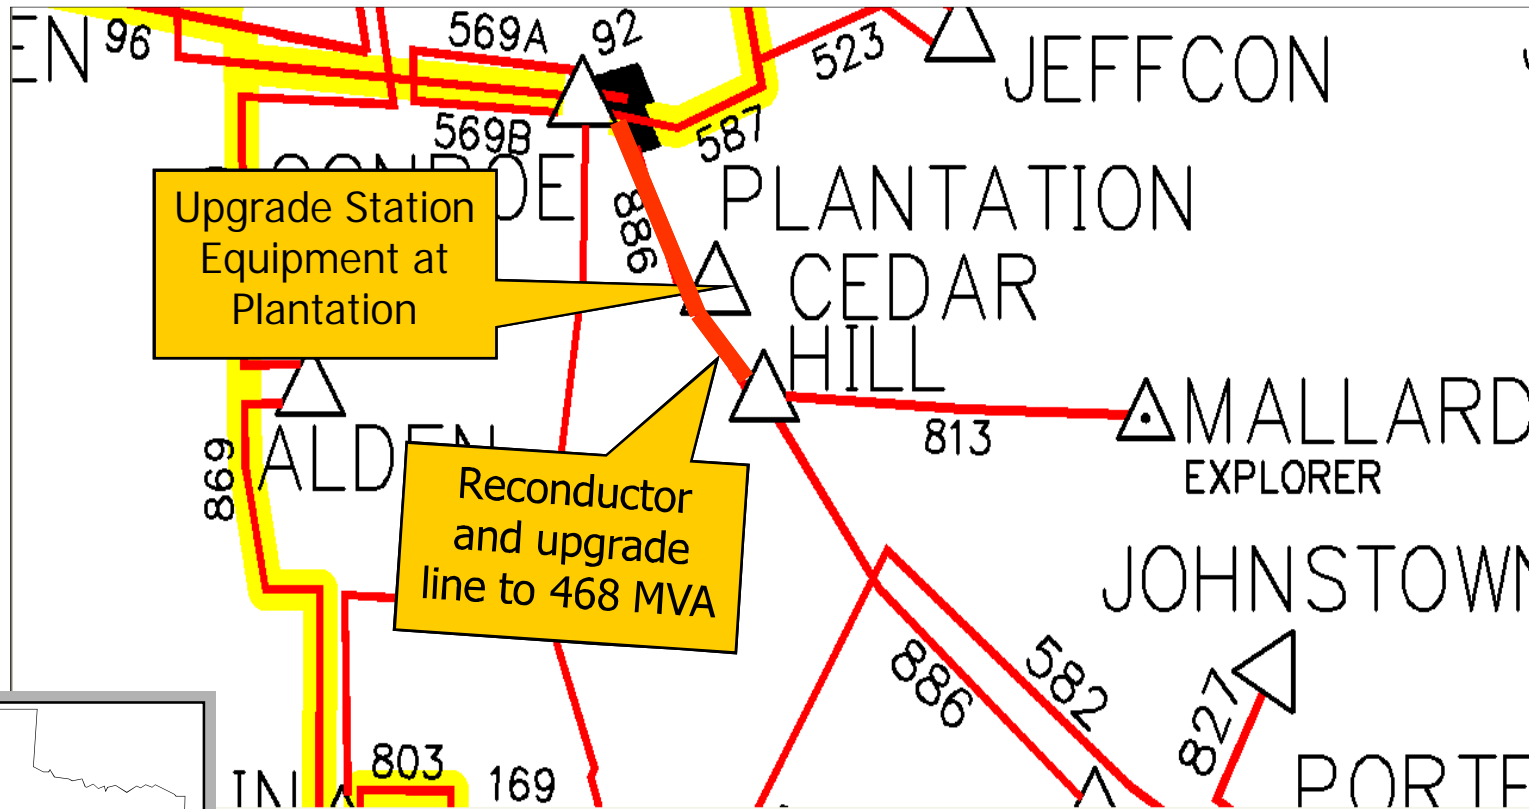 EN
96
569A
92
523
JEFFCON
569B
587
PLANTATION
Upgrade Station
Equipment at
Plantation
886
CEDAR
HILL
813
MALLARD
EXPLORER
869
Reconductor
and upgrade
line to 468 MVA
JOHNSTOWN
886
582
827
803
169
IN